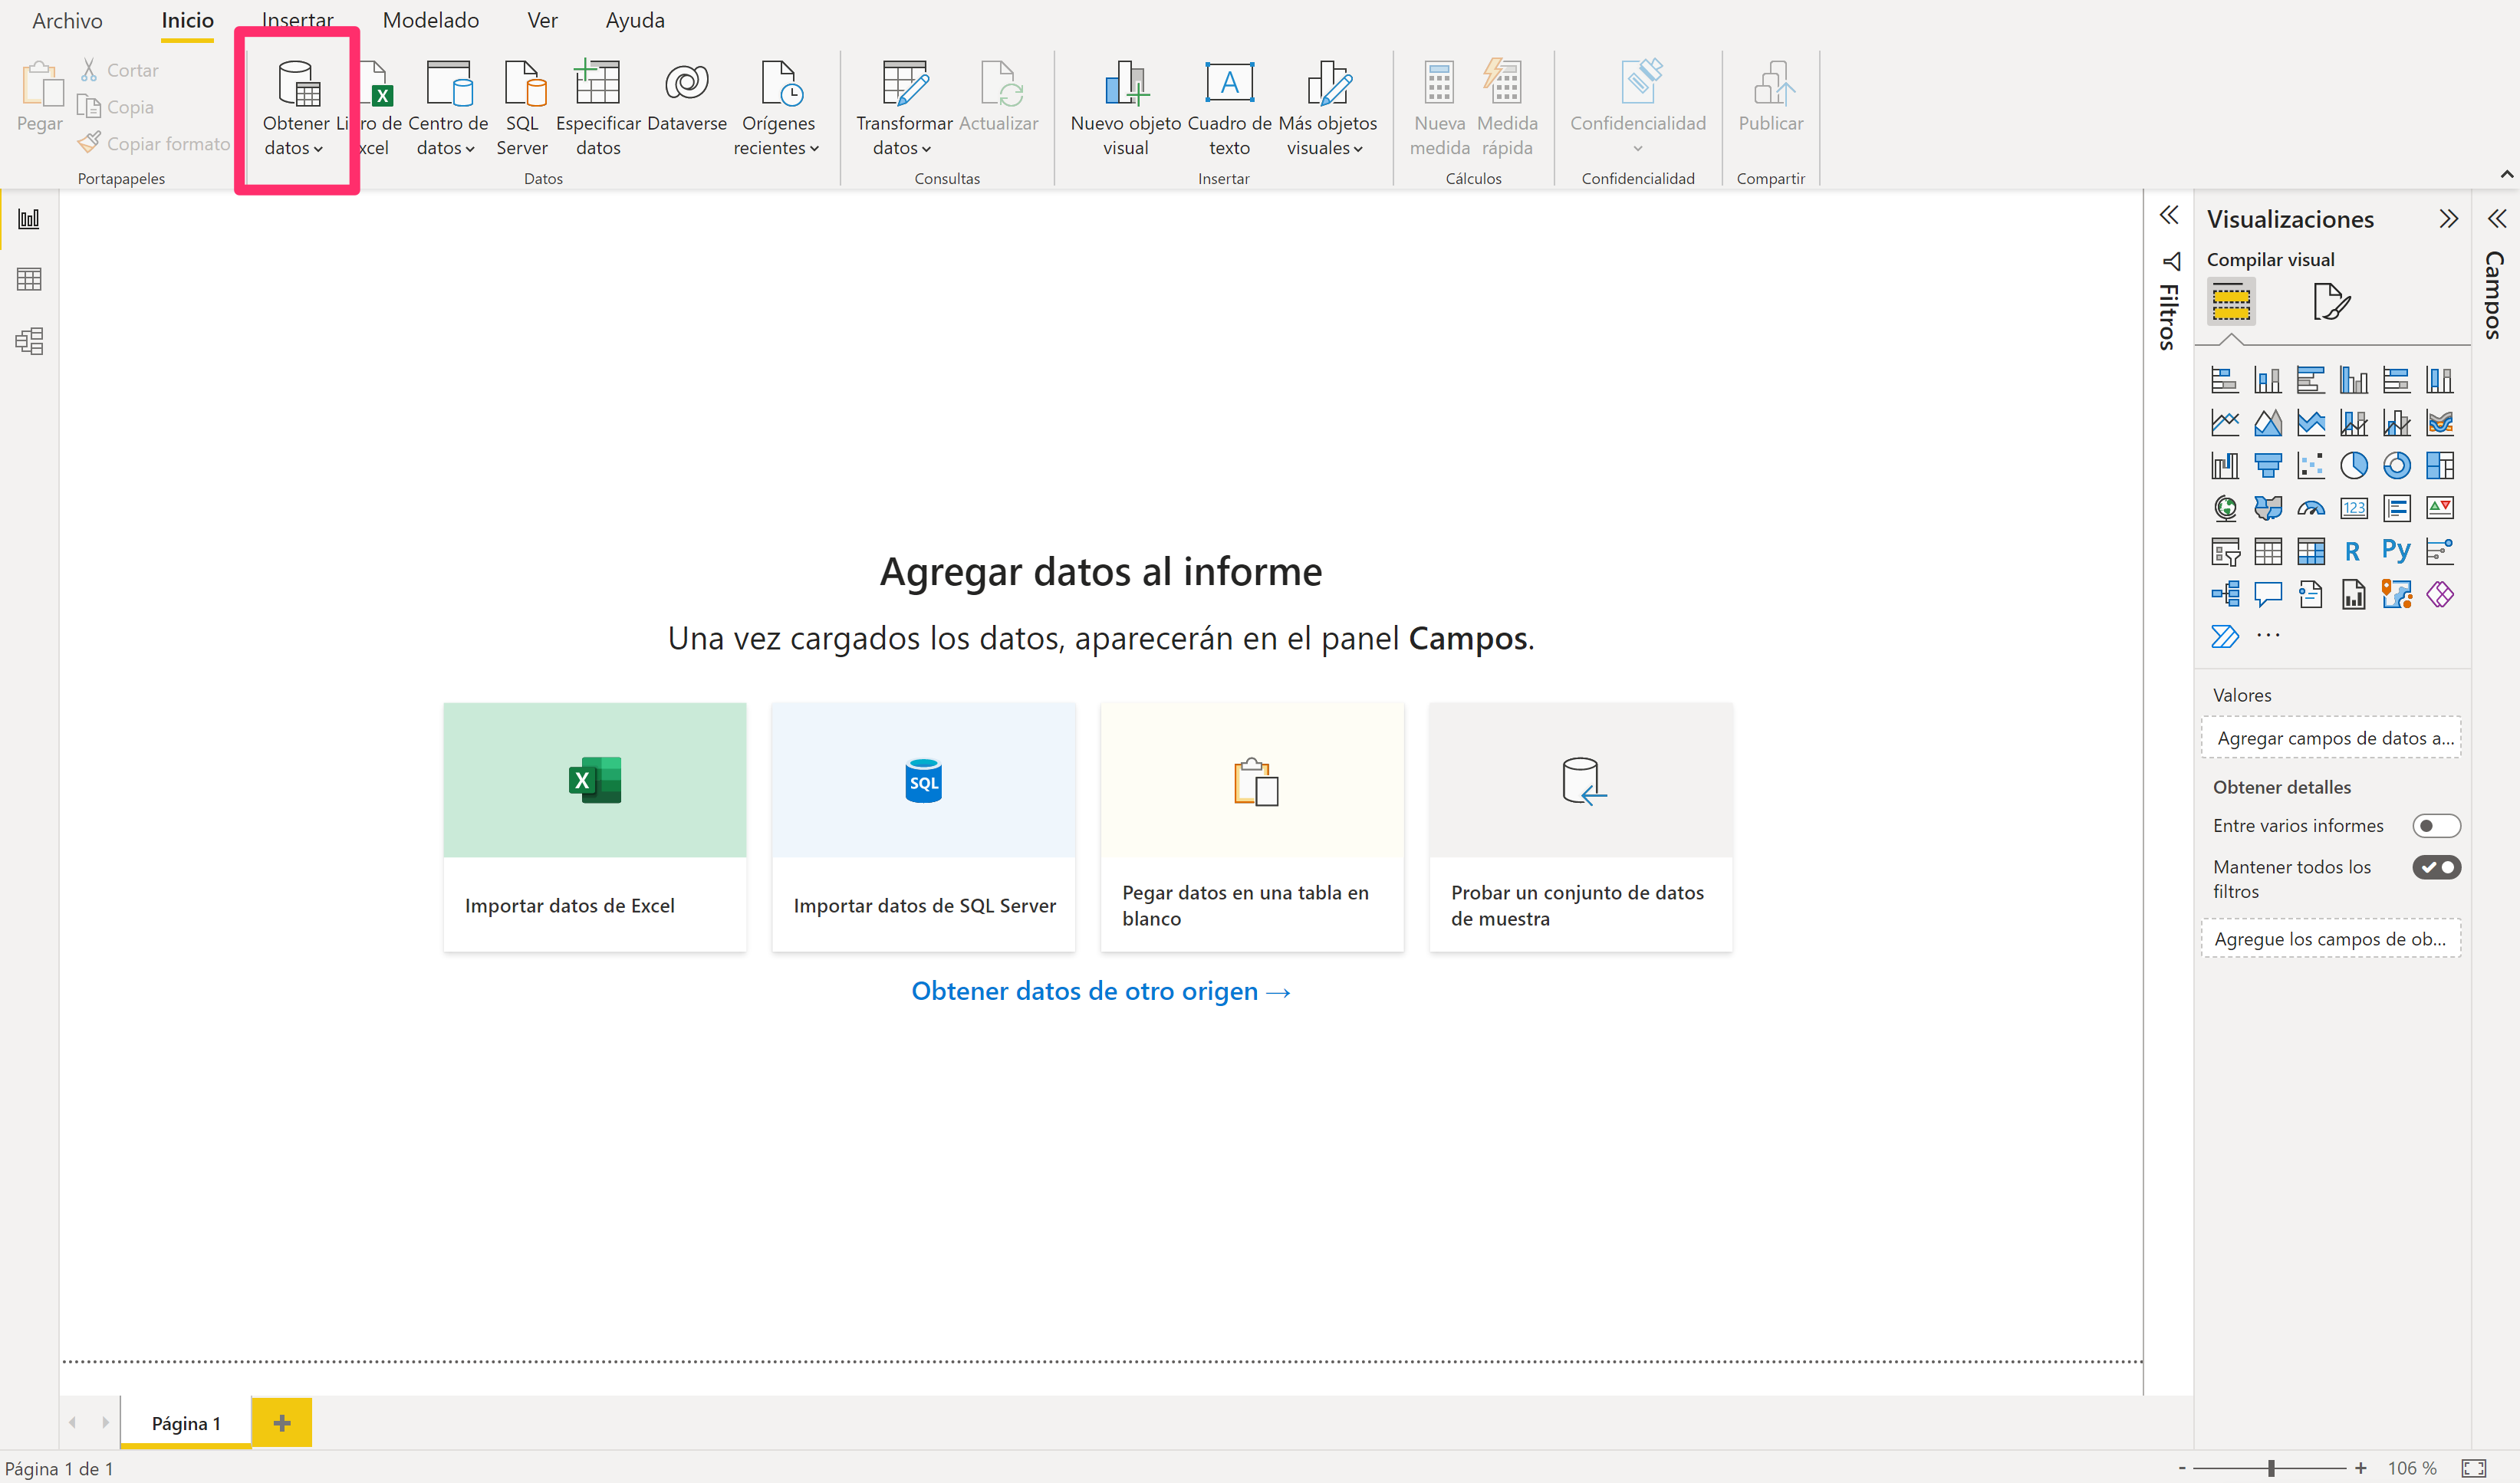 Archivo
Inicio
Insertar
Modelado
Ver
Ayuda
Pegar
Cortar
Copia
Copiar formato
Portapapeles
Obtener
datos
de
Excel
Centro de
datos
SQL
Server
Especificar
datos
Dataverse
Orígenes
recientes
Datos
Transformar
datos
Actualizar
Consultas
Nuevo objeto
visual
A
Cuadro de
texto
Más objetos
visuales
Insertar
Nueva
medida
Medida
rápida
Cálculos
Confidencialidad
Confidencialidad
Publicar
Compartir
Agregar datos al informe
Una vez cargados los datos, aparecerán en el panel Campos.
X
SQL
Importar datos de Excel
Importar datos de SQL Server
Pegar datos en una tabla en
blanco
Probar un conjunto de datos
de muestra
Obtener datos de otro origen →
Filtros
Visualizaciones
Compilar visual
123
R
Py
...
Valores
Agregar campos de datos a...
Obtener detalles
Entre varios informes
Mantener todos los
filtros
Agregue los campos de ob...
Campos
Página 1
+
Página 1 de 1
- + 106 %